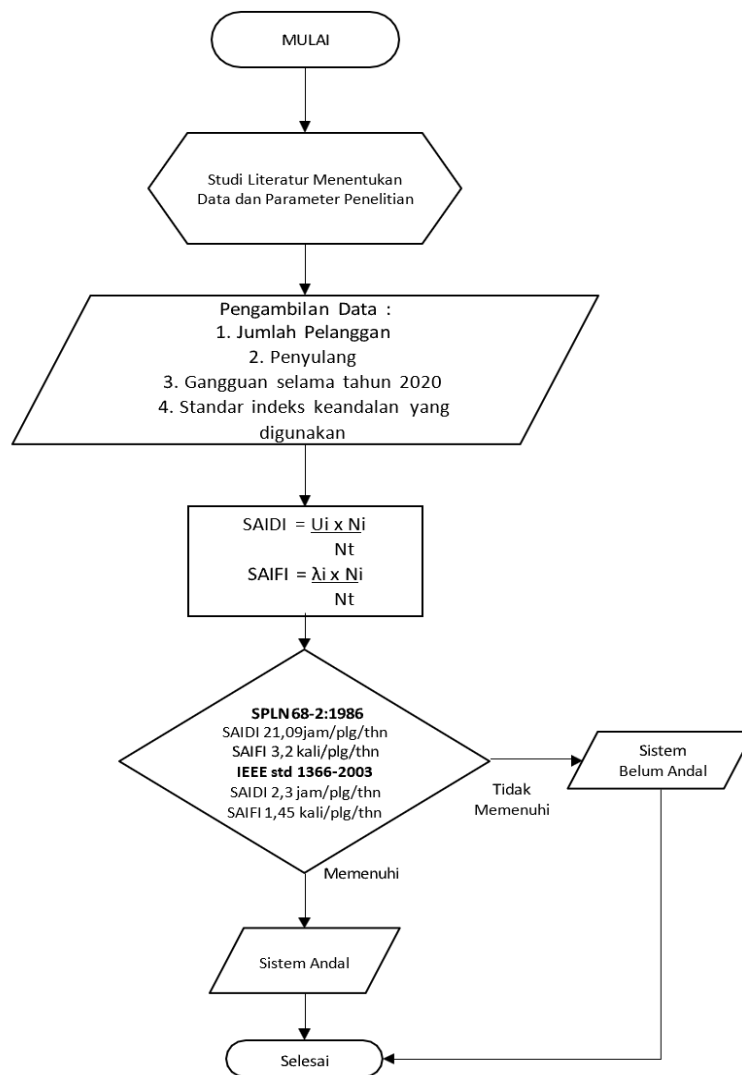 MULAI
Studi Literatur Menentukan
Data dan Parameter Penelitian
Pengambilan Data :
1. Jumlah Pelanggan
2. Penyulang
3. Gangguan selama tahun 2020
4. Standar indeks keandalan yang
digunakan
SAIDI = Ui x Ni
Nt
SAIFI = λi x Ni
Nt
SPLN 68-2:1986
SAIDI 21,09jam/plg/thn
SAIFI 3,2 kali/plg/thn
IEEE std 1366-2003
SAIDI 2,3 jam/plg/thn
SAIFI 1,45 kali/plg/thn
Tidak
Memenuhi
Sistem
Belum Andal
Memenuhi
Sistem Andal
Selesai